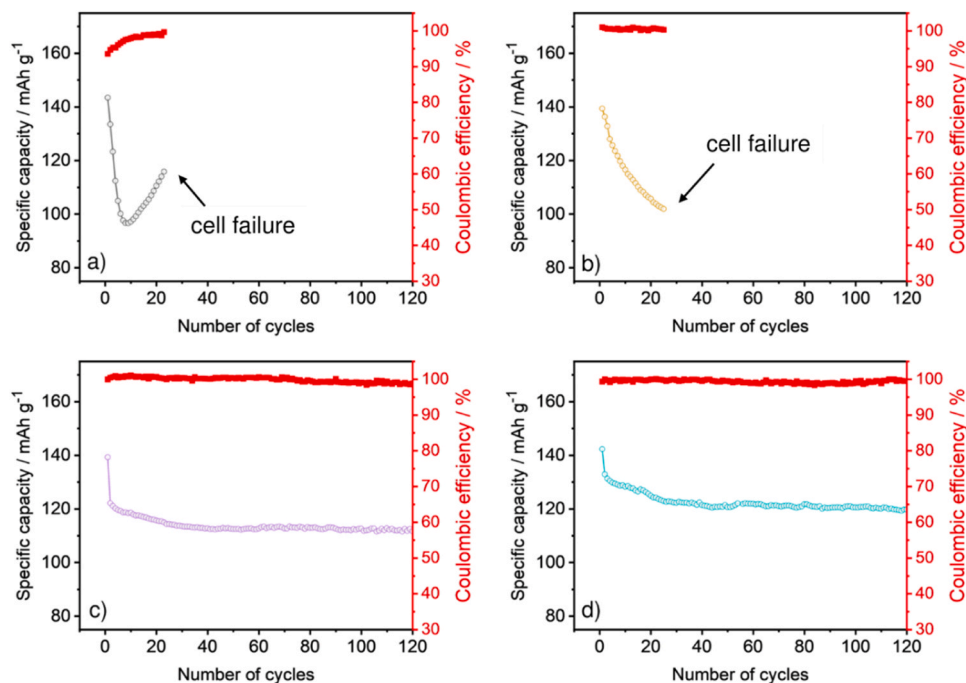 Specific capacity / mAh g⁻¹
160
140
120
100
80
100
90
80
70
60
50
40
30
Coulombic efficiency / %
cell failure
a)
0 20 40 60 80 100 120
Number of cycles
Specific capacity / mAh g⁻¹
160
140
120
100
80
100
90
80
70
60
50
40
30
Coulombic efficiency / %
cell failure
b)
0 20 40 60 80 100 120
Number of cycles
Specific capacity / mAh g⁻¹
160
140
120
100
80
100
90
80
70
60
50
40
30
Coulombic efficiency / %
c)
0 20 40 60 80 100 120
Number of cycles
Specific capacity / mAh g⁻¹
160
140
120
100
80
100
90
80
70
60
50
40
30
Coulombic efficiency / %
d)
0 20 40 60 80 100 120
Number of cycles